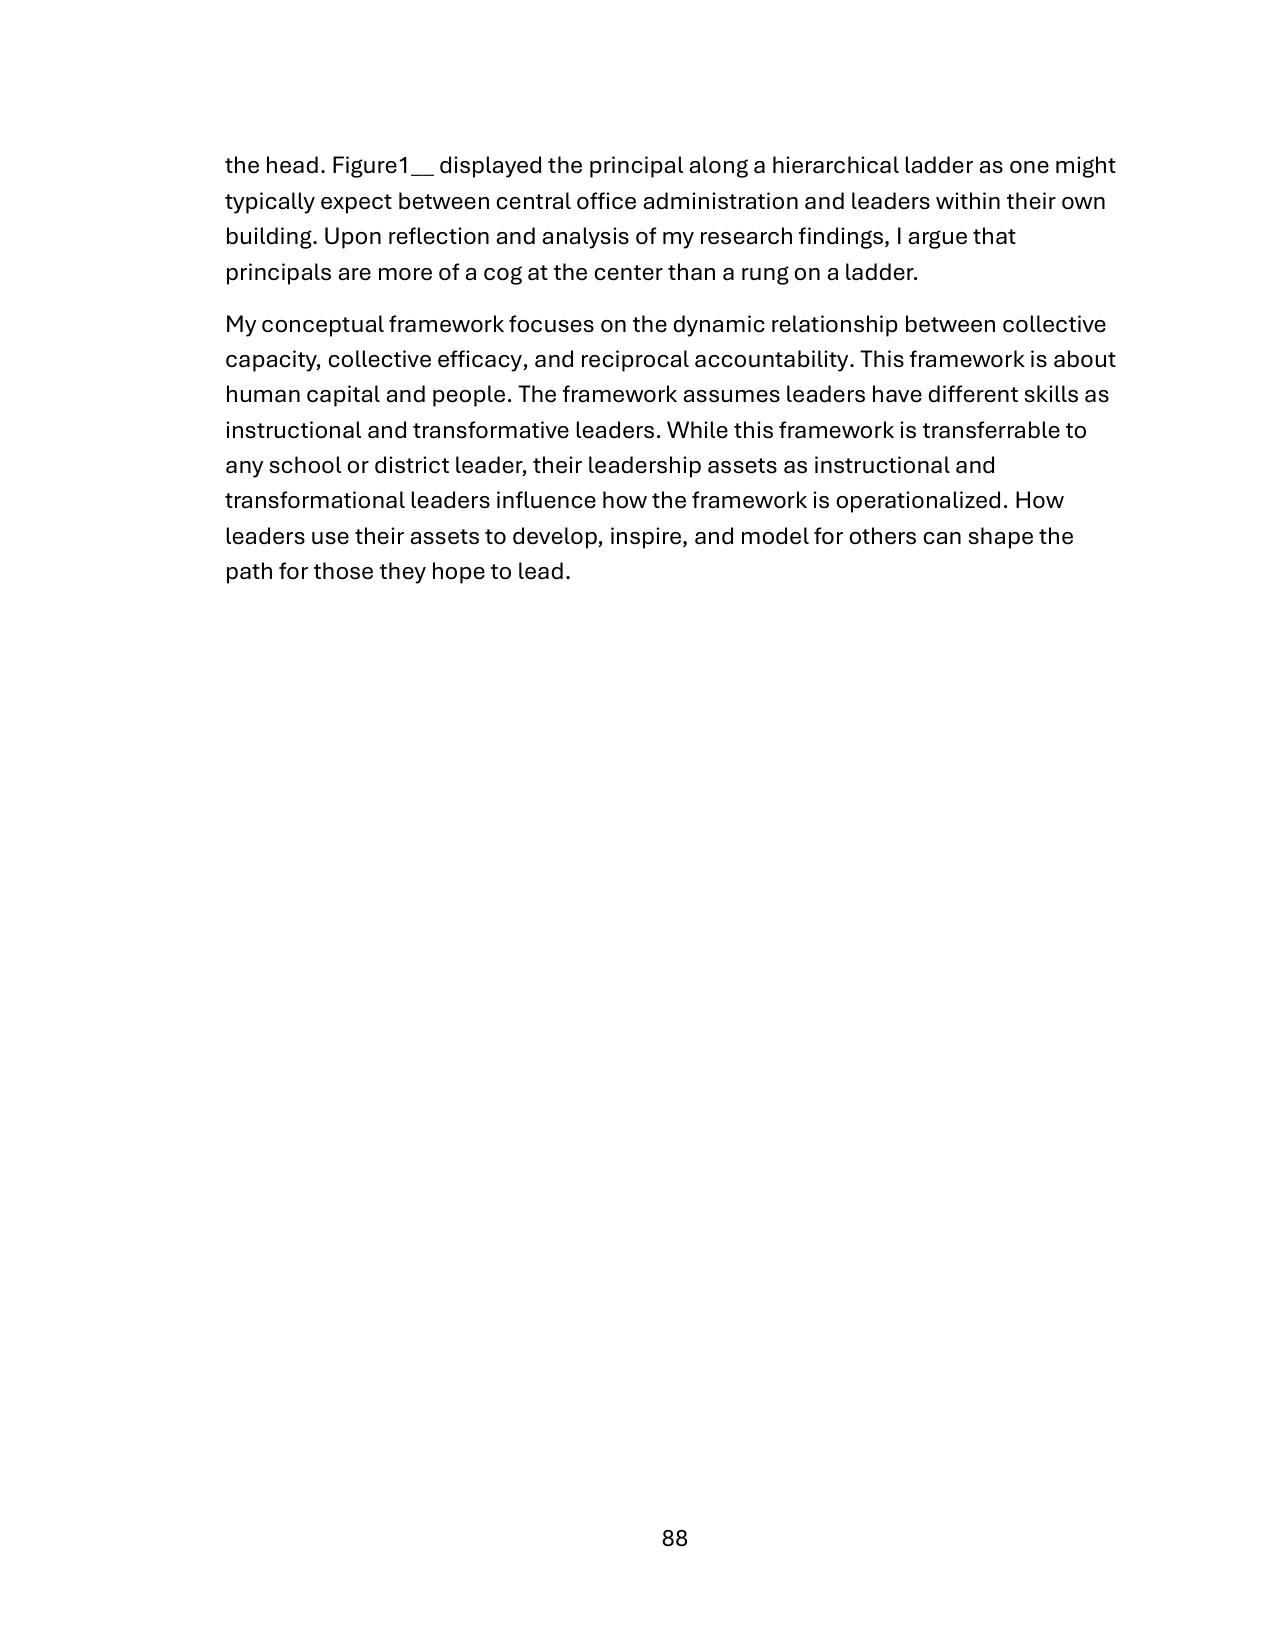 the head. Figure1__ displayed the principal along a hierarchical ladder as one might
typically expect between central office administration and leaders within their own
building. Upon reflection and analysis of my research findings, I argue that
principals are more of a cog at the center than a rung on a ladder.
My conceptual framework focuses on the dynamic relationship between collective
capacity, collective efficacy, and reciprocal accountability. This framework is about
human capital and people. The framework assumes leaders have different skills as
instructional and transformative leaders. While this framework is transferrable to
any school or district leader, their leadership assets as instructional and
transformational leaders influence how the framework is operationalized. How
leaders use their assets to develop, inspire, and model for others can shape the
path for those they hope to lead.
88